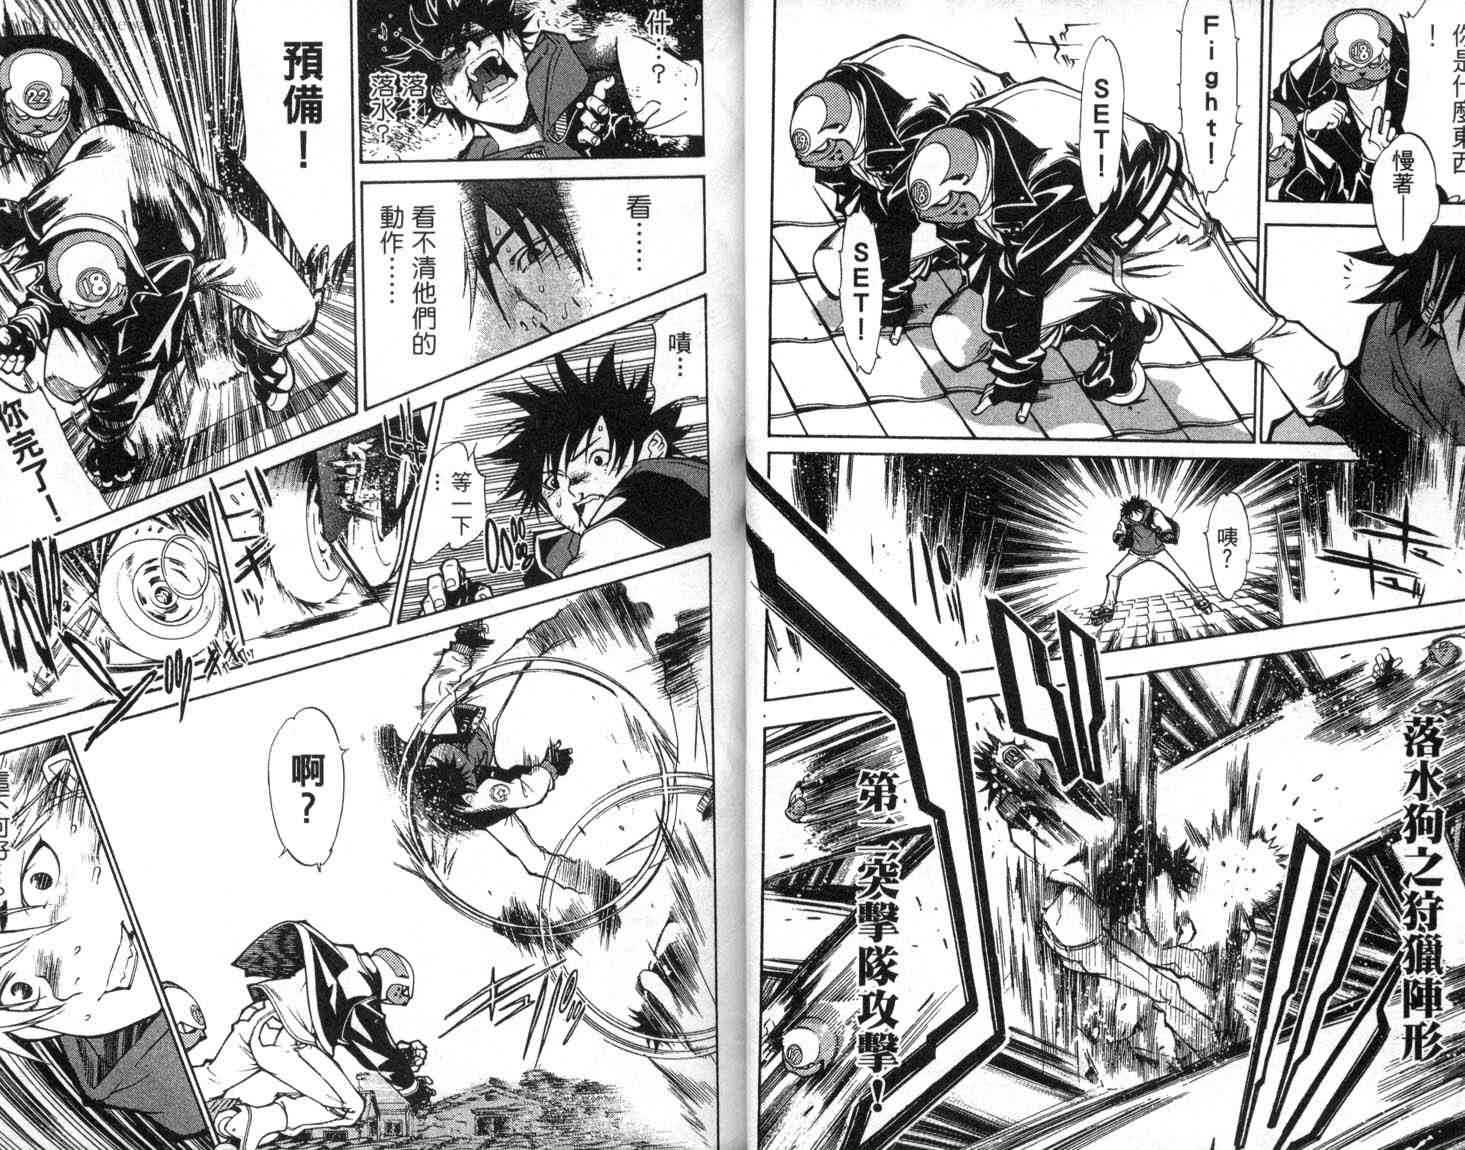 你是什麼東西
！
慢著——
Fight!
SET!
SET!
咦？
落水狗之狩獵陣形
第二突擊隊攻擊！
什…？
落…
落水？
看……
看不清他們的
動作……
預備！
你完了！
嘖…
等一下
…
啊？